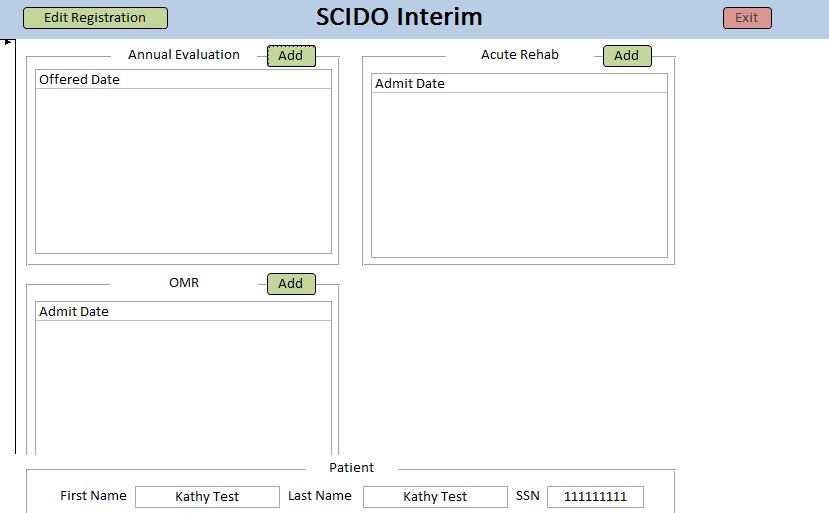 Edit Registration
SCIDO Interim
Exit
Annual Evaluation
Add
Offered Date
Acute Rehab
Add
Admit Date
OMR
Add
Admit Date
Patient
First Name Kathy Test Last Name Kathy Test SSN 111111111